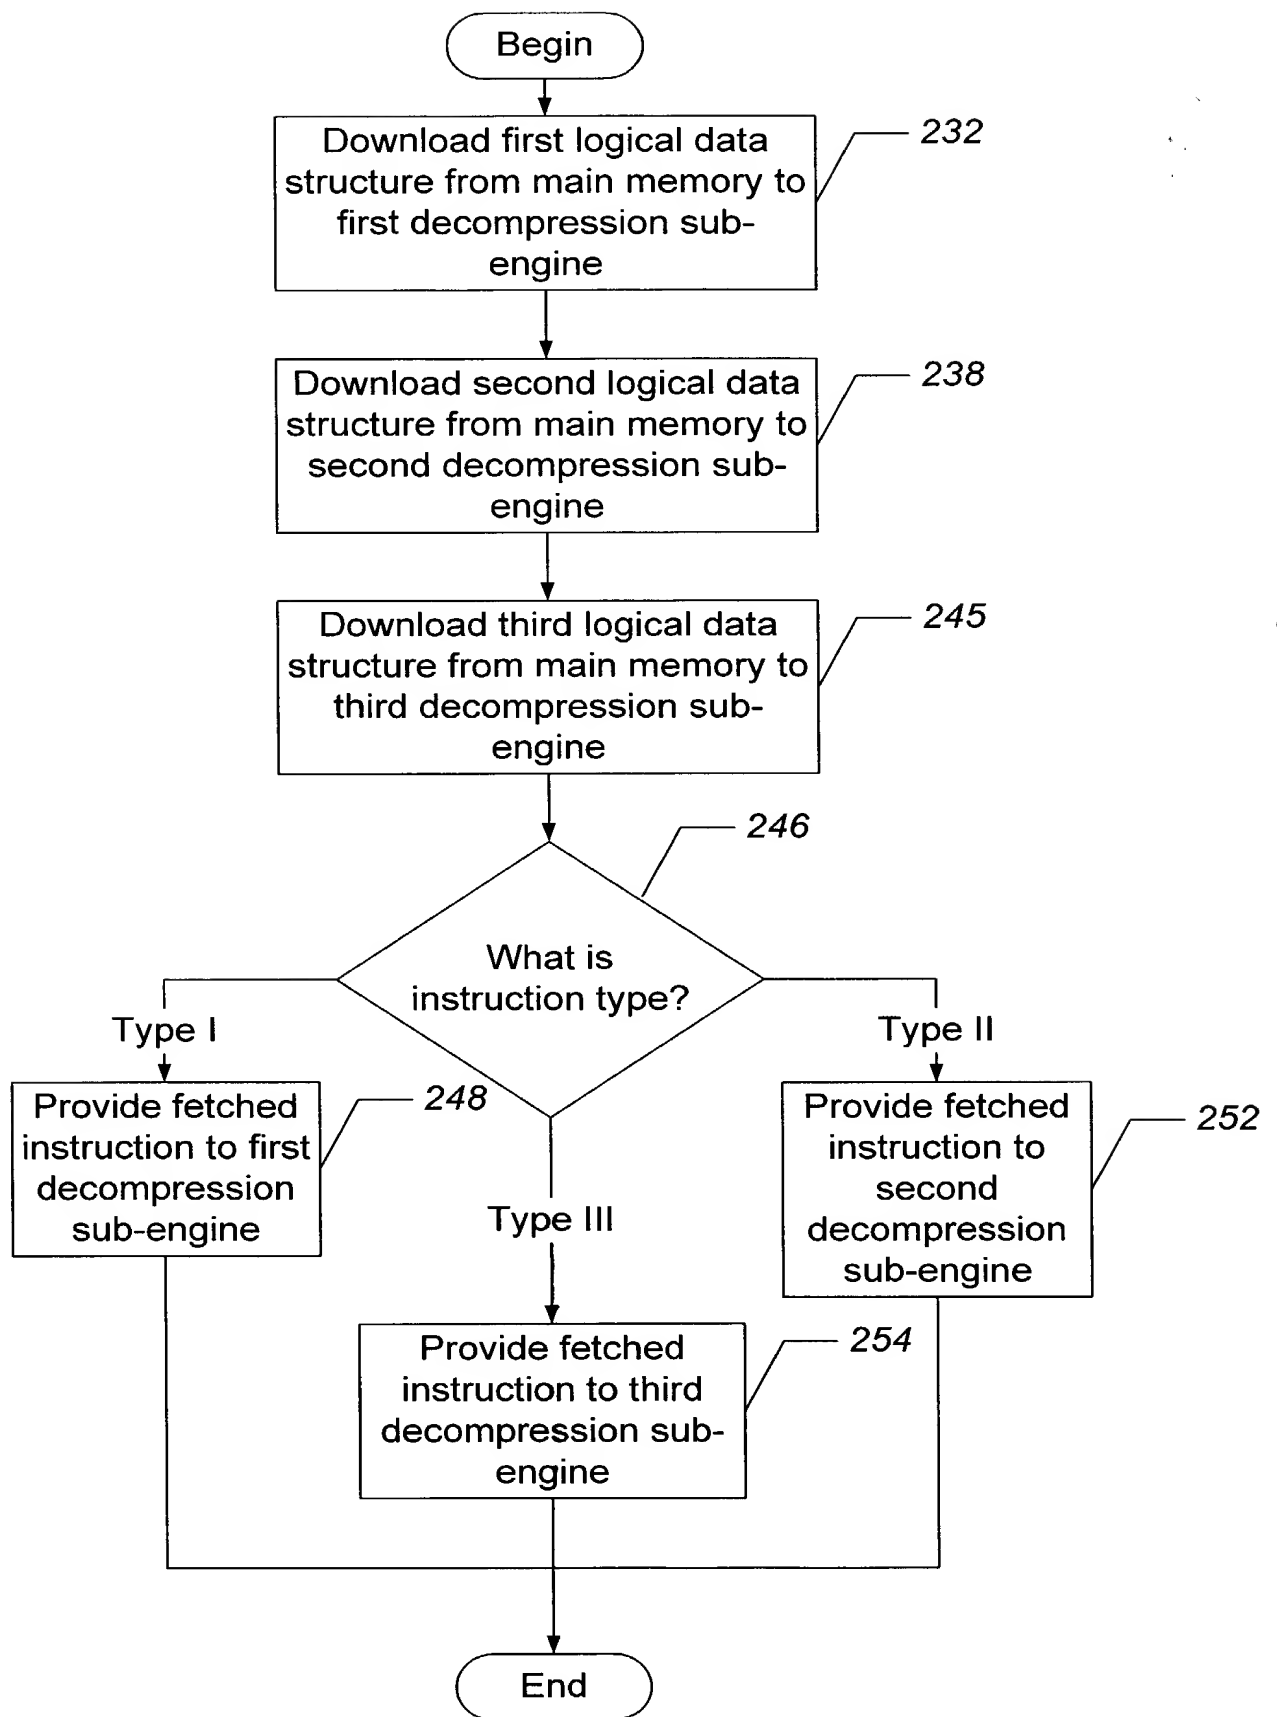 Begin
Download first logical data
structure from main memory to
first decompression sub-
engine
232
Download second logical data
structure from main memory to
second decompression sub-
engine
238
Download third logical data
structure from main memory to
third decompression sub-
engine
245
246
What is
instruction type?
Type I
Type II
Provide fetched
instruction to first
decompression
sub-engine
248
Provide fetched
instruction to
second
decompression
sub-engine
252
Type III
Provide fetched
instruction to third
decompression sub-
engine
254
End